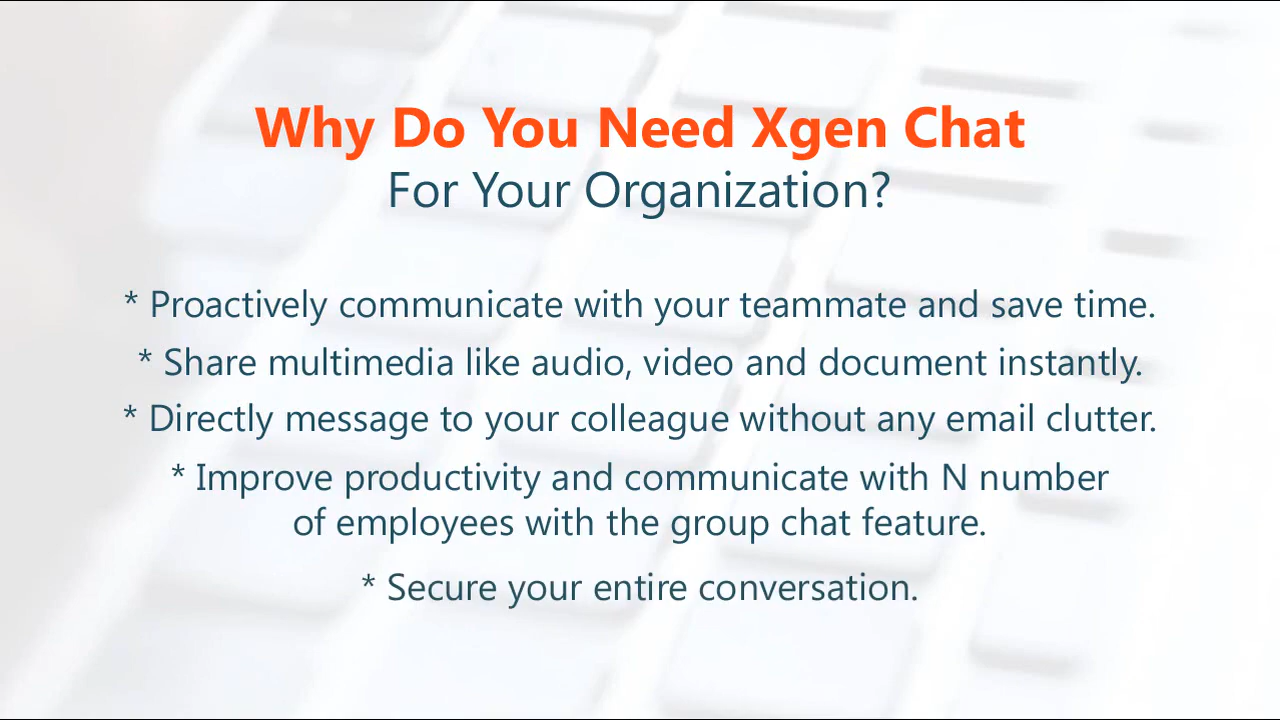 Why Do You Need Xgen Chat
For Your Organization?
* Proactively communicate with your teammate and save time.
* Share multimedia like audio, video and document instantly.
* Directly message to your colleague without any email clutter.
* Improve productivity and communicate with N number
of employees with the group chat feature.
* Secure your entire conversation.